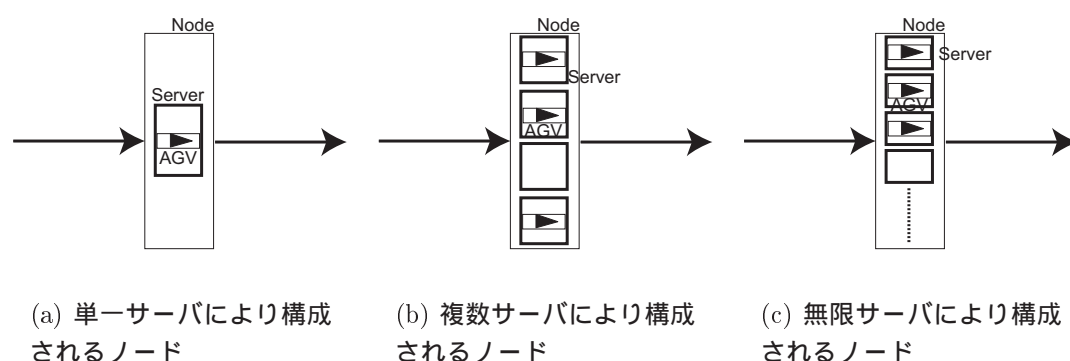 Node
Server
AGV
Node
Server
AGV
Node
Server
AGV
(a) 単一サーバにより構成
されるノード
(b) 複数サーバにより構成
されるノード
(c) 無限サーバにより構成
されるノード